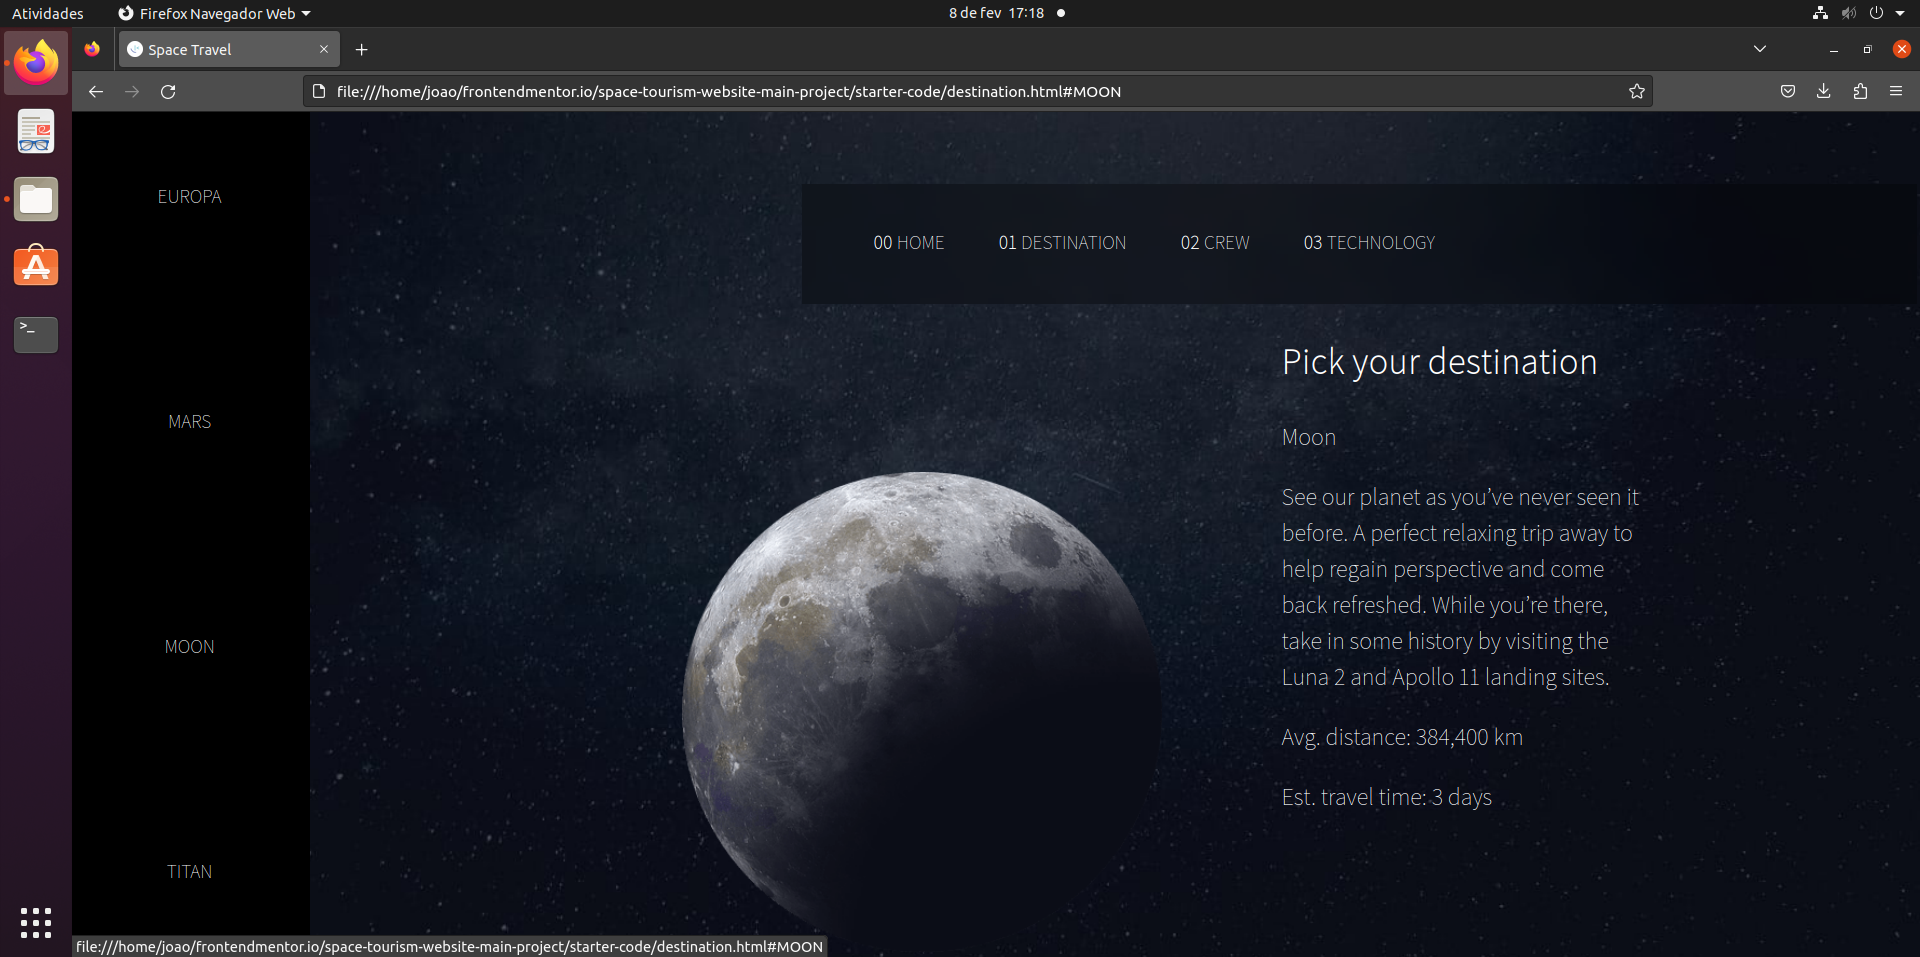 Atividades
Firefox Navegador Web
8 de fev 17:18
Space Travel
file:///home/joao/frontendmentor.io/space-tourism-website-main-project/starter-code/destination.html#MOON
EUROPA
MARS
MOON
TITAN
00 HOME 01 DESTINATION 02 CREW 03 TECHNOLOGY
Pick your destination
Moon
See our planet as you’ve never seen it
before. A perfect relaxing trip away to
help regain perspective and come
back refreshed. While you’re there,
take in some history by visiting the
Luna 2 and Apollo 11 landing sites.
Avg. distance: 384,400 km
Est. travel time: 3 days
file:///home/joao/frontendmentor.io/space-tourism-website-main-project/starter-code/destination.html#MOON